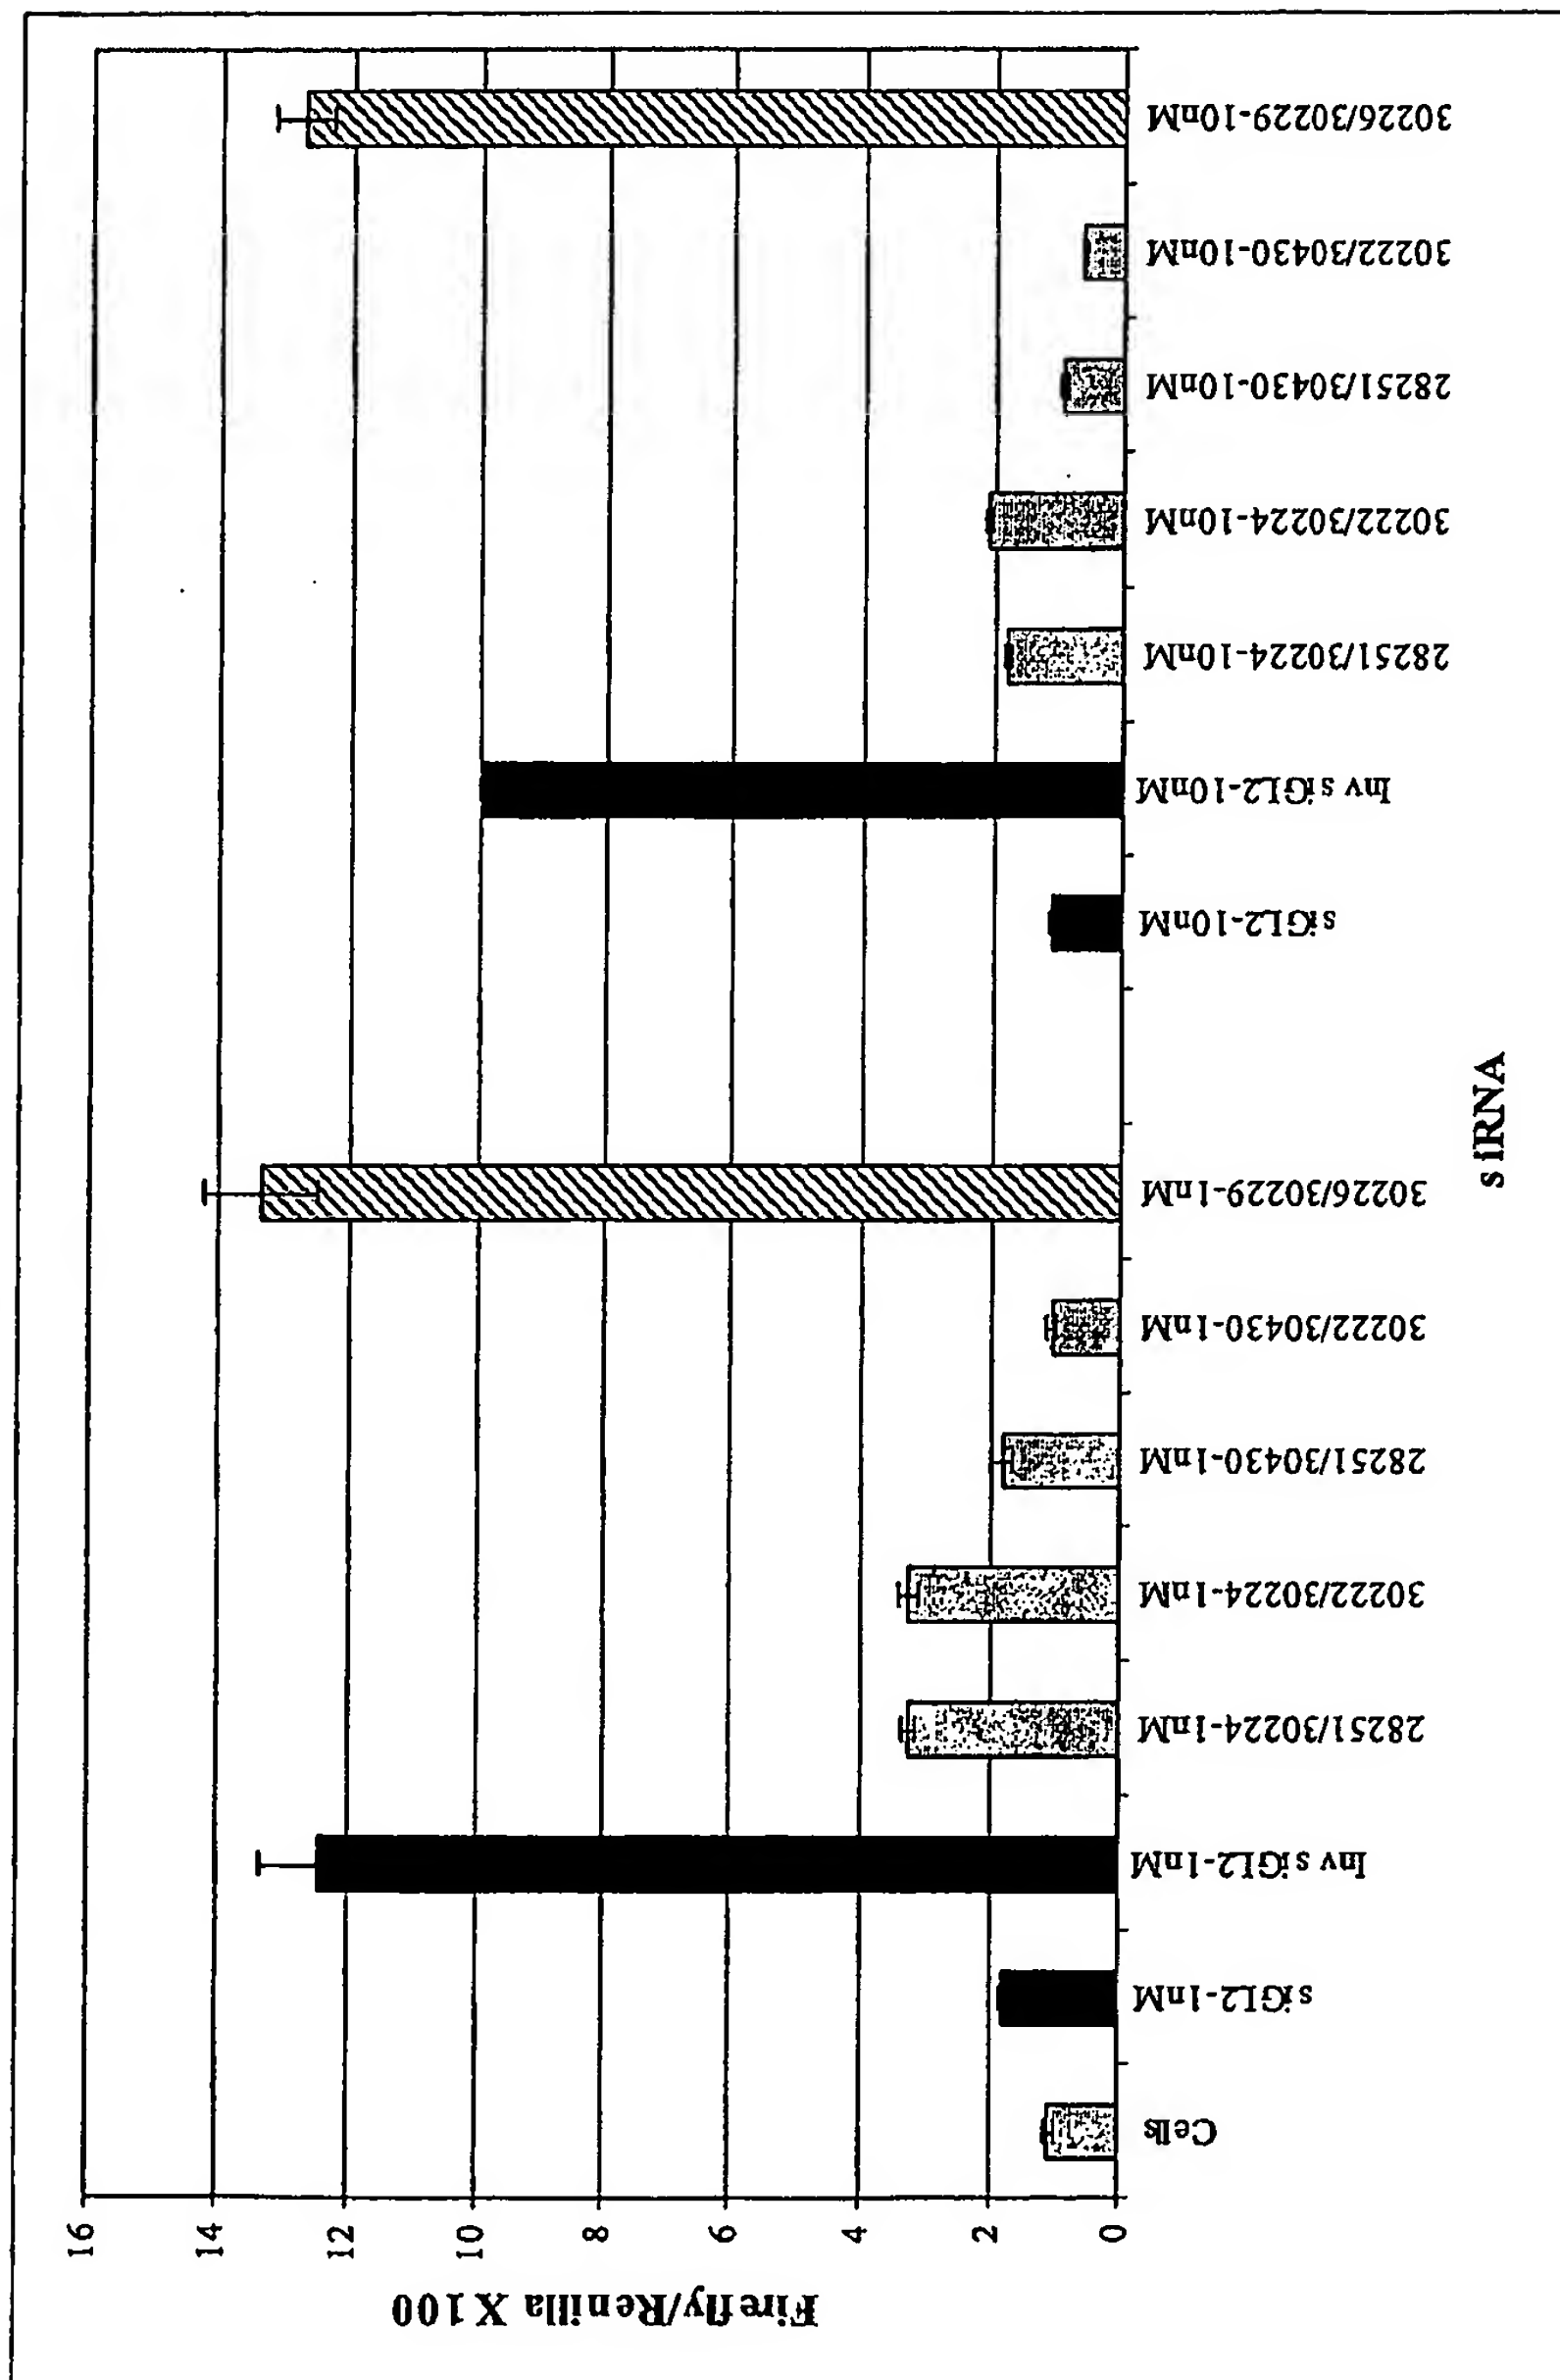 Firefly/Renilla X 100
16
14
12
10
8
6
4
2
0
Cells
siGL2-1nM
Inv siGL2-1nM
28251/30224-1nM
30222/30224-1nM
28251/30430-1nM
30222/30430-1nM
30226/30229-1nM
siGL2-10nM
Inv siGL2-10nM
28251/30224-10nM
30222/30224-10nM
28251/30430-10nM
30222/30430-10nM
30226/30229-10nM
siRNA